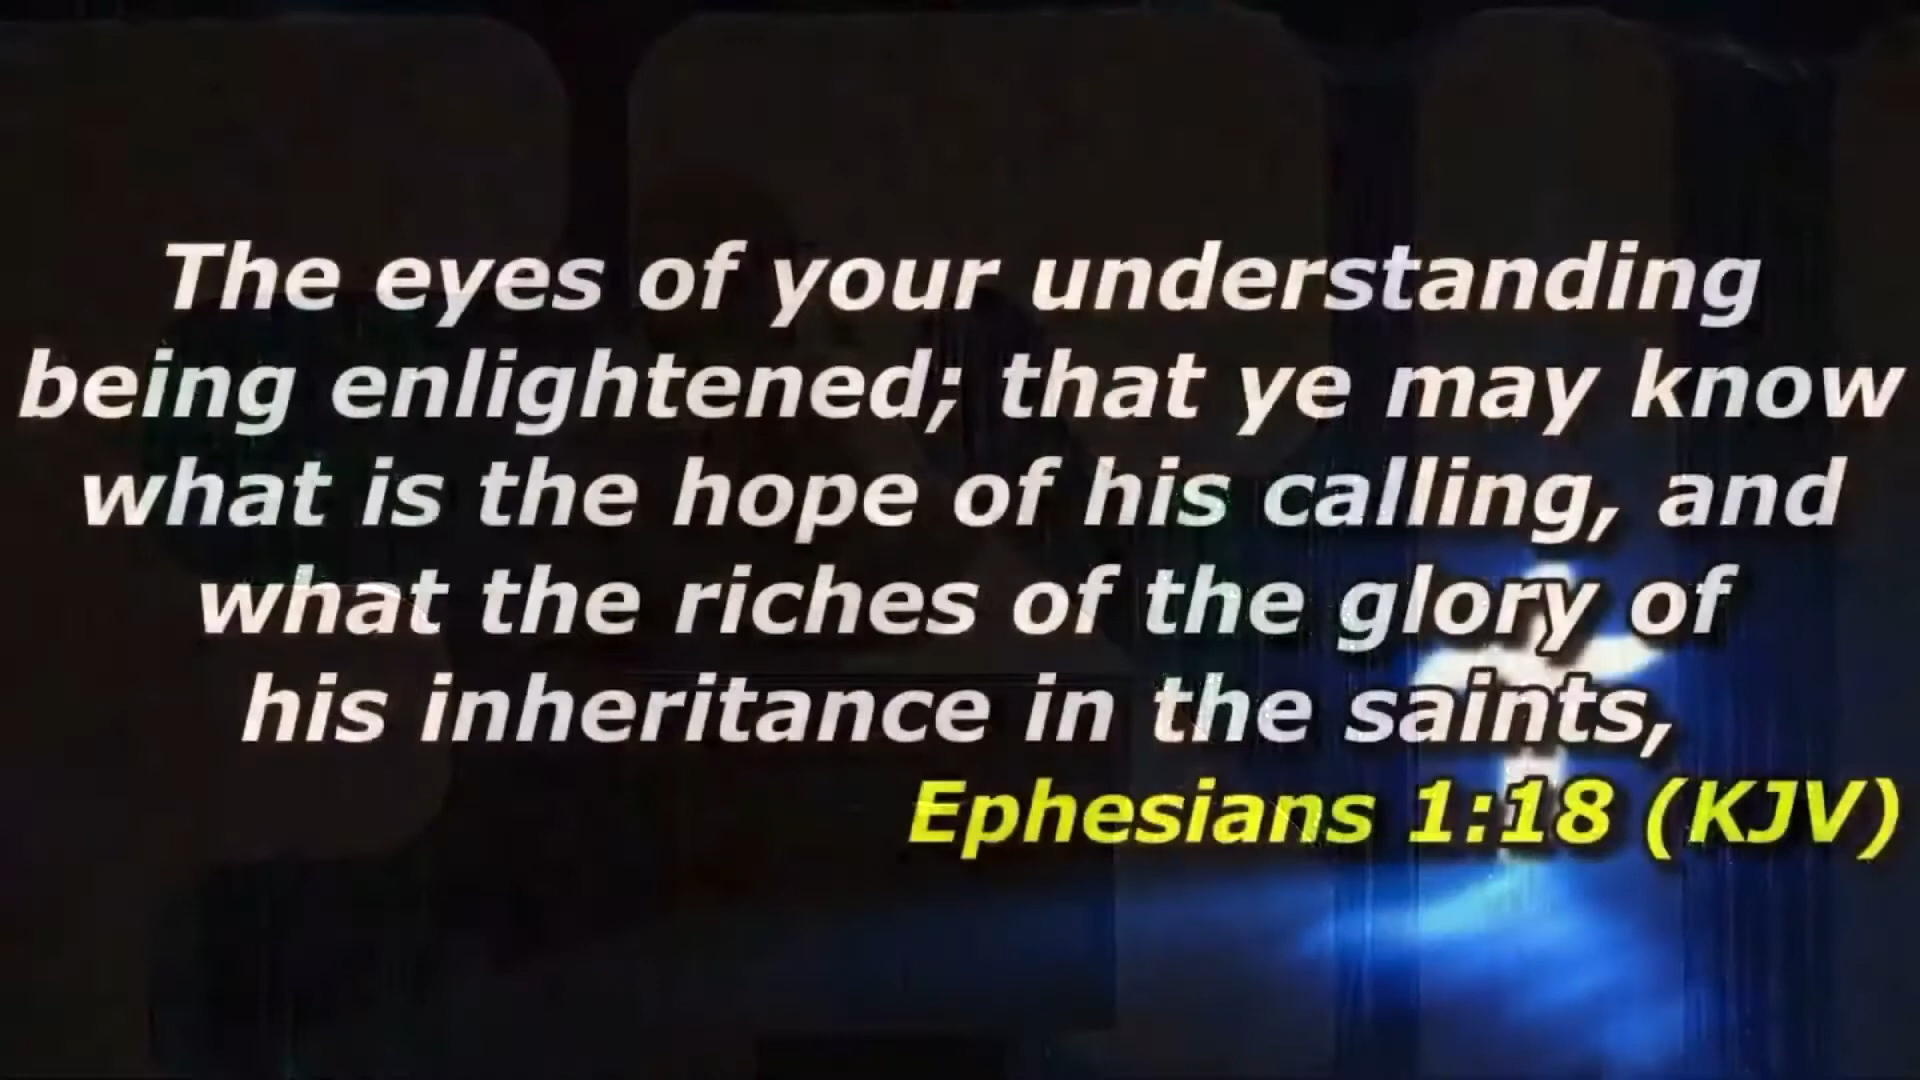 The eyes of your understanding
being enlightened; that ye may know
what is the hope of his calling, and
what the riches of the glory of
his inheritance in the saints,
Ephesians 1:18 (KJV)